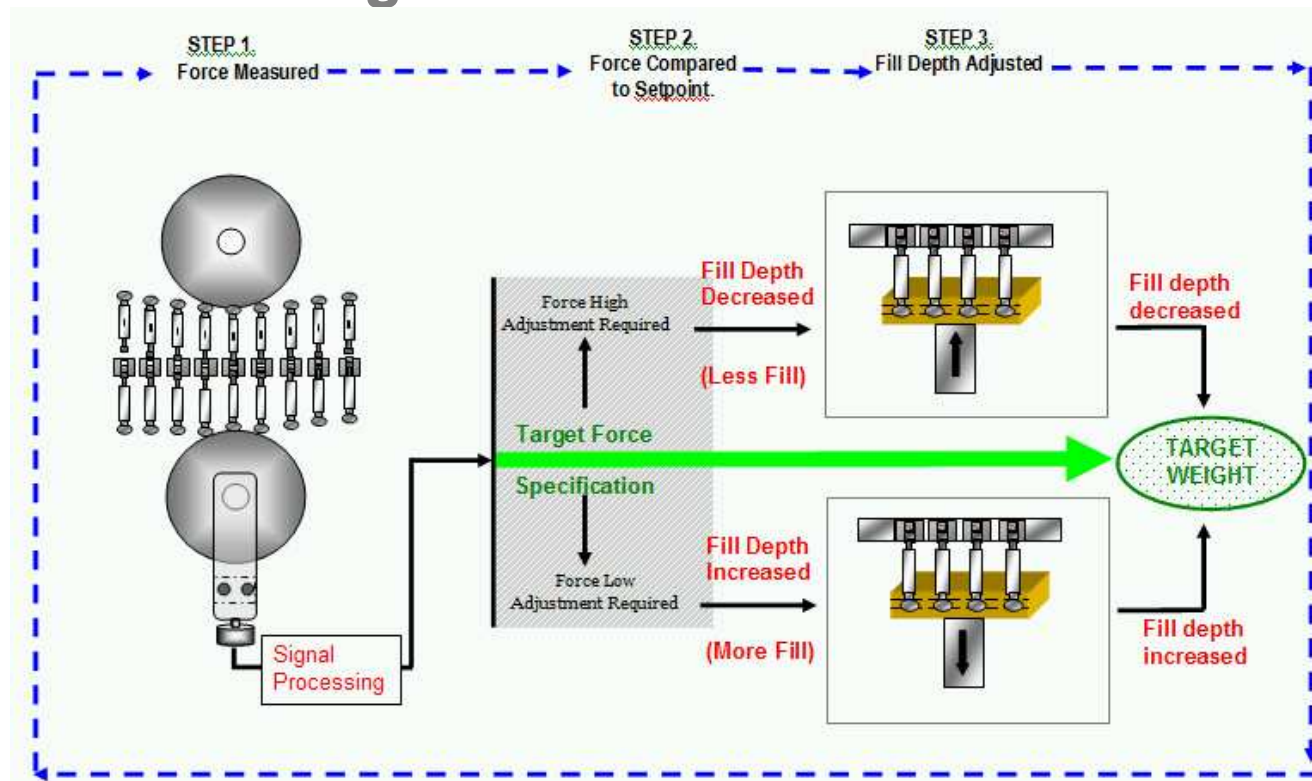 STEP 1.
Force Measured
STEP 2.
Force Compared
to Setpoint.
STEP 3.
Fill Depth Adjusted
Force High
Adjustment Required
Target Force
Specification
Force Low
Adjustment Required
Signal
Processing
Fill Depth
Decreased
(Less Fill)
Fill Depth
Increased
(More Fill)
Fill depth
decreased
TARGET
WEIGHT
Fill depth
increased